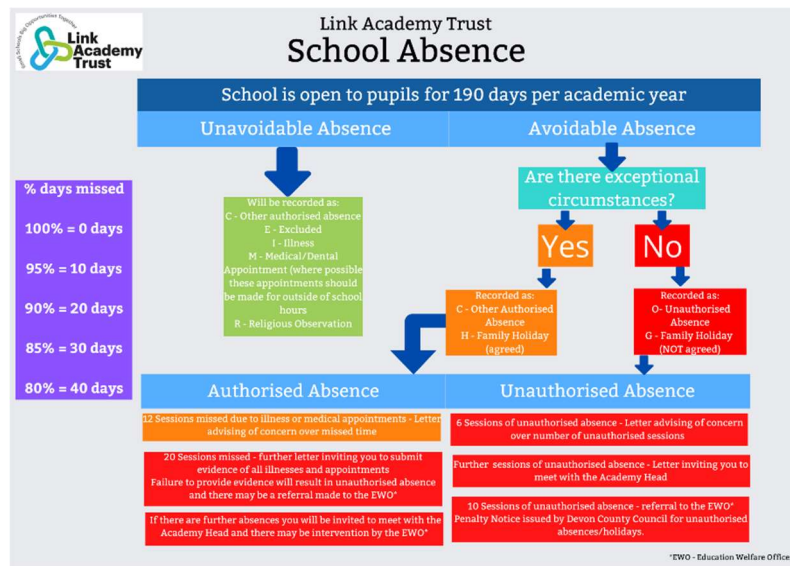 Small Schools Big Opportunities Together
Link
Academy
Trust
Link Academy Trust
School Absence
School is open to pupils for 190 days per academic year
Unavoidable Absence
Avoidable Absence
% days missed
100% = 0 days
95% = 10 days
90% = 20 days
85% = 30 days
80% = 40 days
Will be recorded as:
C - Other authorised absence
E - Excluded
I - Illness
M - Medical/Dental
Appointment (where possible
these appointments should
be made for outside of school
hours
R - Religious Observation
Are there exceptional
circumstances?
Yes
No
Recorded as:
C - Other Authorised
Absence
H - Family Holiday
(agreed)
Recorded as:
O- Unauthorised
Absence
G - Family Holiday
(NOT agreed)
Authorised Absence
12 Sessions missed due to illness or medical appointments - Letter
advising of concern over missed time
20 Sessions missed - further letter inviting you to submit
evidence of all illnesses and appointments
Failure to provide evidence will result in unauthorised absence
and there may be a referral made to the EWO*
If there are further absences you will be invited to meet with the
Academy Head and there may be intervention by the EWO*
Unauthorised Absence
6 Sessions of unauthorised absence - Letter advising of concern
over number of unauthorised sessions
Further sessions of unauthorised absence - Letter inviting you to
meet with the Academy Head
10 Sessions of unauthorised absence - referral to the EWO*
Penalty Notice issued by Devon County Council for unauthorised
absences/holidays.
*EWO - Education Welfare Office